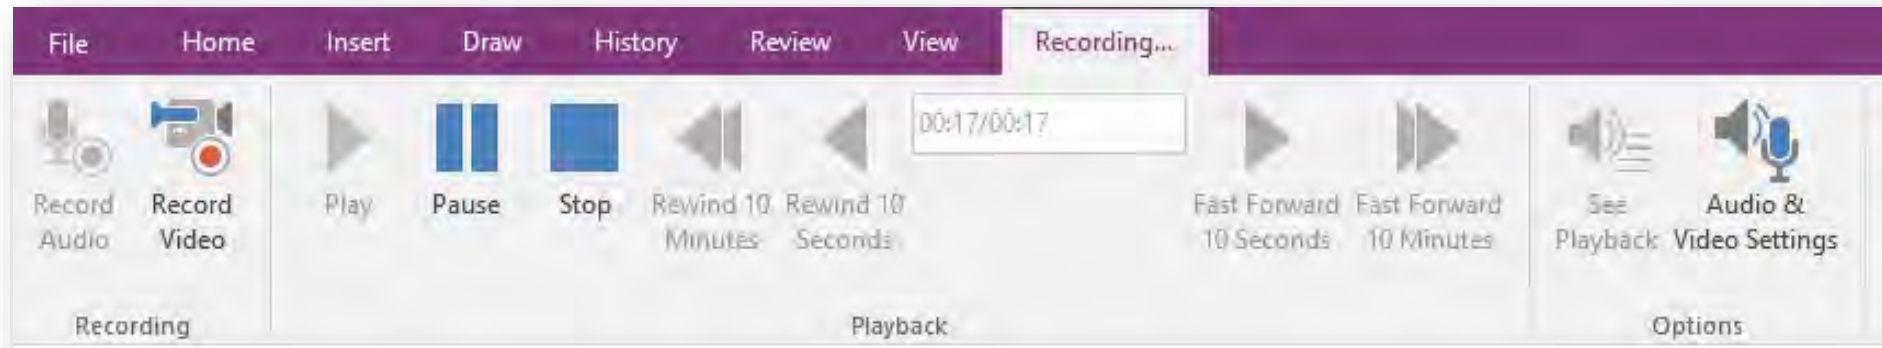 File Home Insert Draw History Review View Recording...
Record Audio
Record Video
Play
Pause
Stop
Rewind 10 Minutes
Rewind 10 Seconds
00:17/00:17
Fast Forward 10 Seconds
Fast Forward 10 Minutes
See Playback
Audio & Video Settings
Recording
Playback
Options